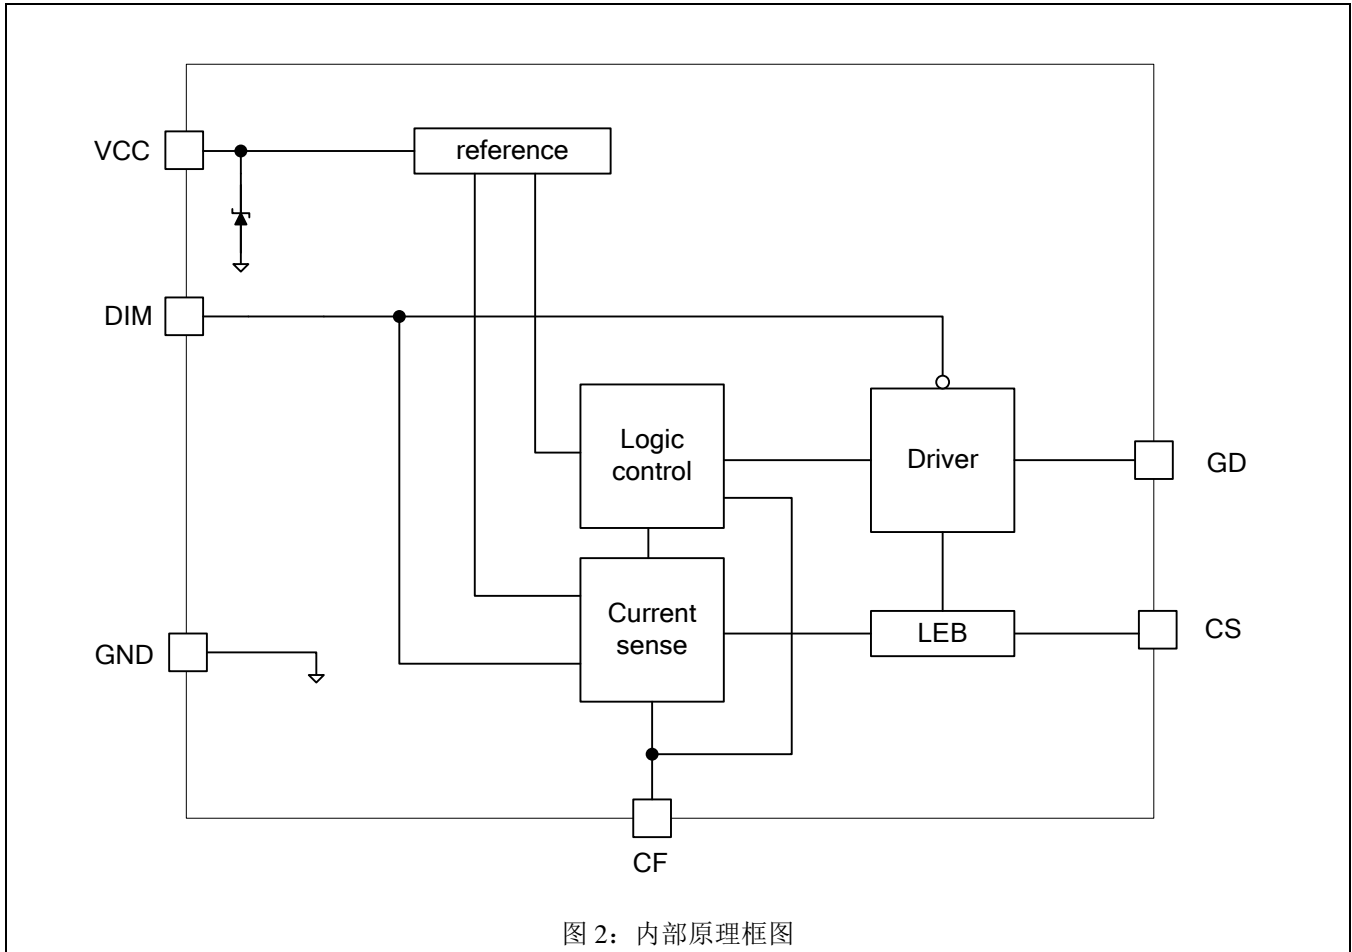 VCC
reference
DIM
Logic
control
Driver
GD
Current
sense
LEB
CS
GND
CF
图 2：内部原理框图